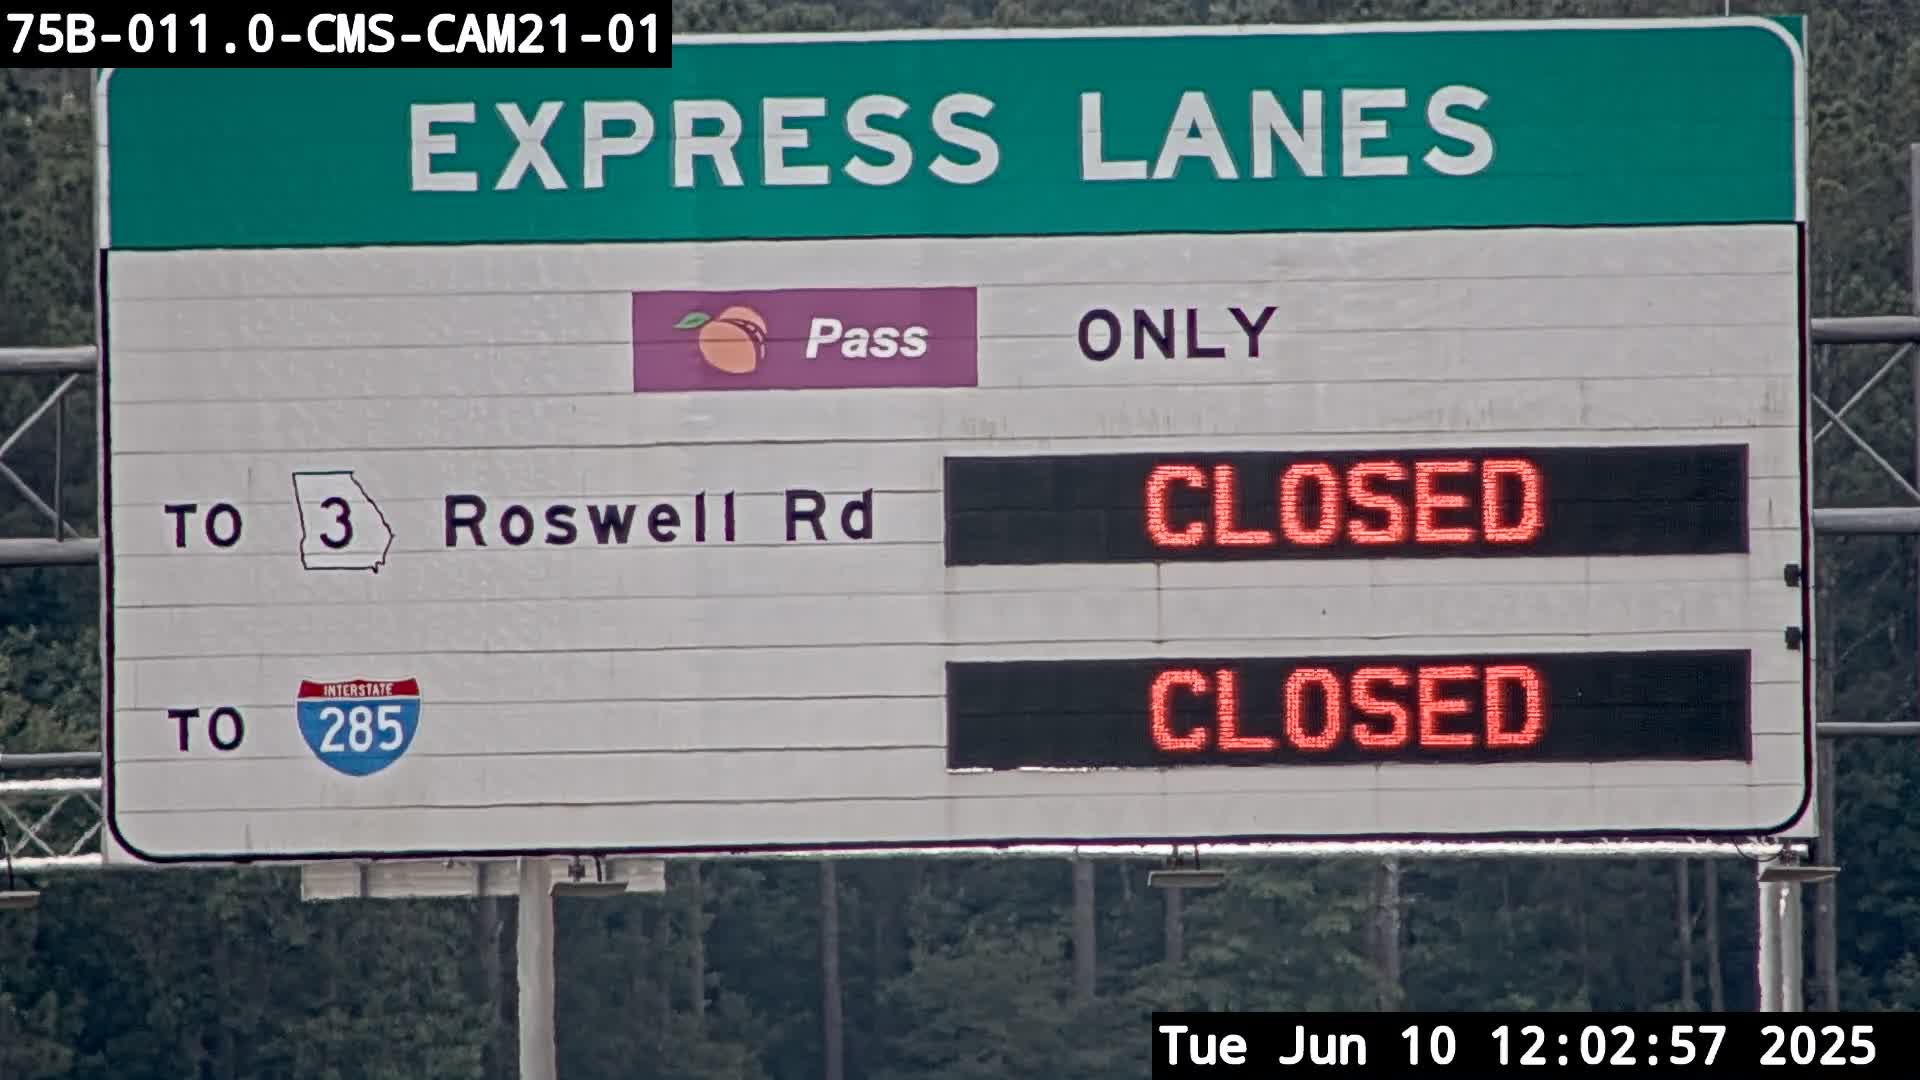 75B-011.0-CMS-CAM21-01
EXPRESS LANES
Pass ONLY
TO 3 Roswell Rd CLOSED
TO INTERSTATE 285 CLOSED
Tue Jun 10 12:02:57 2025